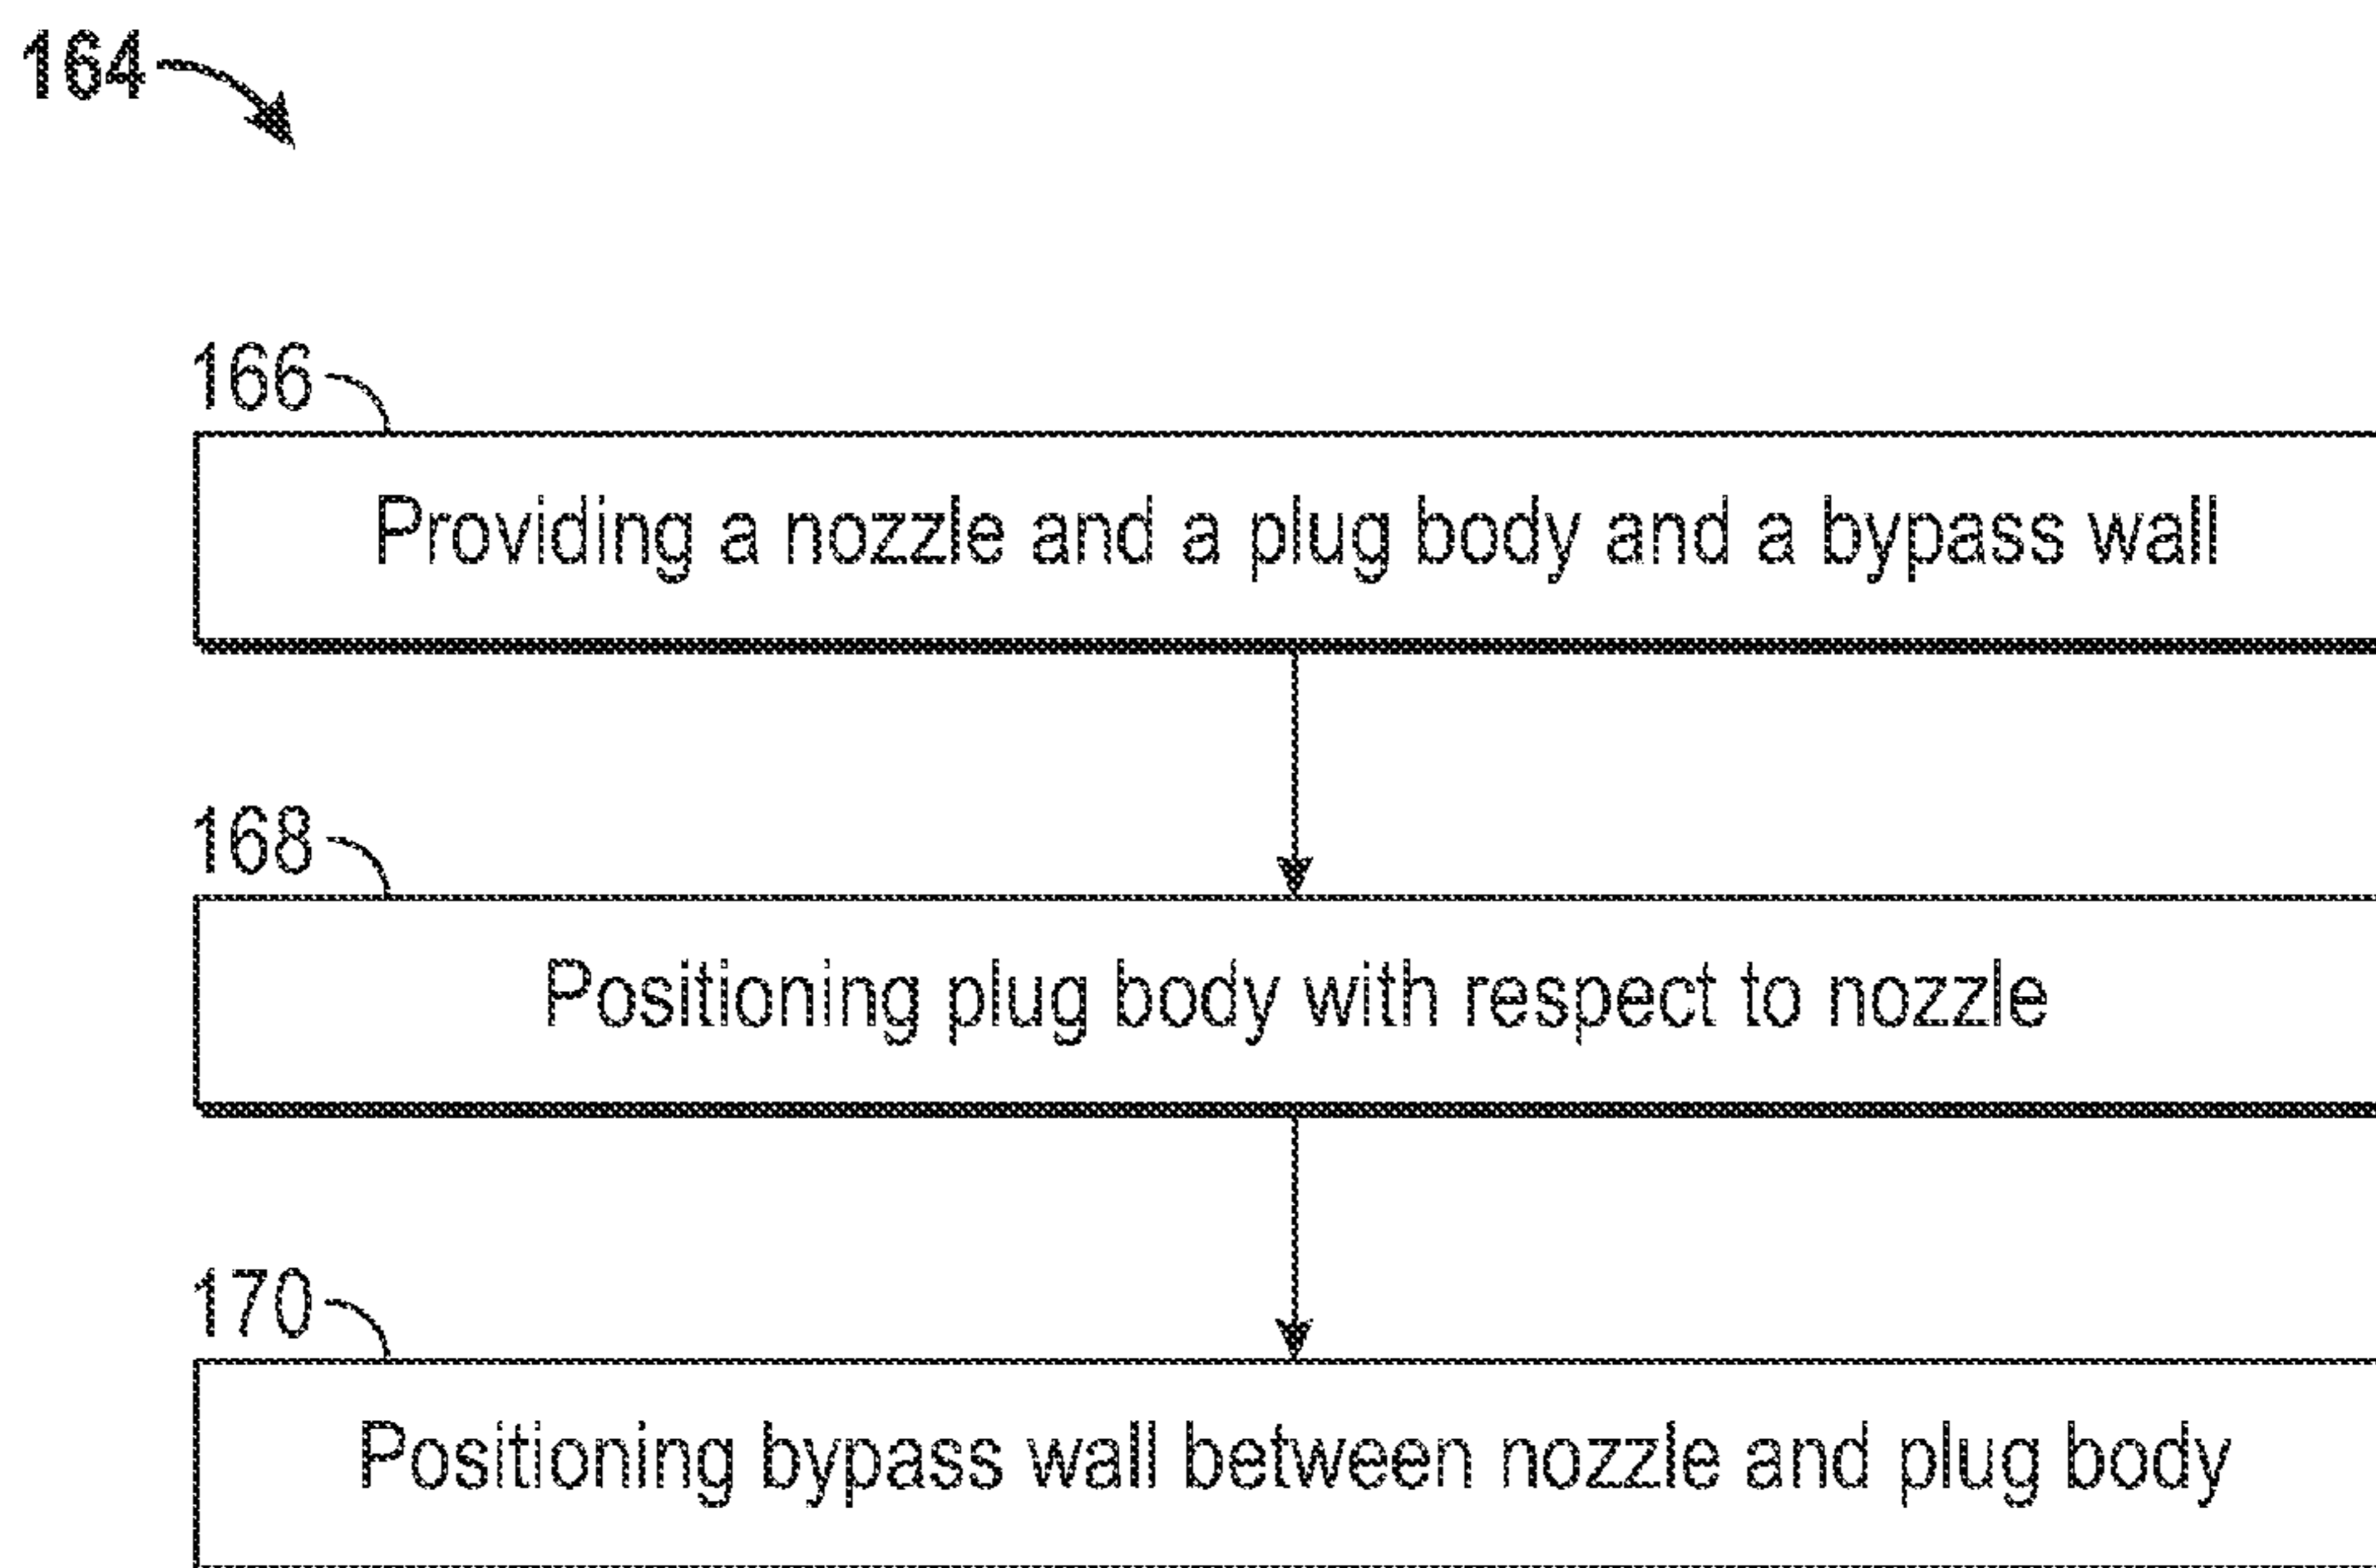 164
166
Providing a nozzle and a plug body and a bypass wall
168
Positioning plug body with respect to nozzle
170
Positioning bypass wall between nozzle and plug body